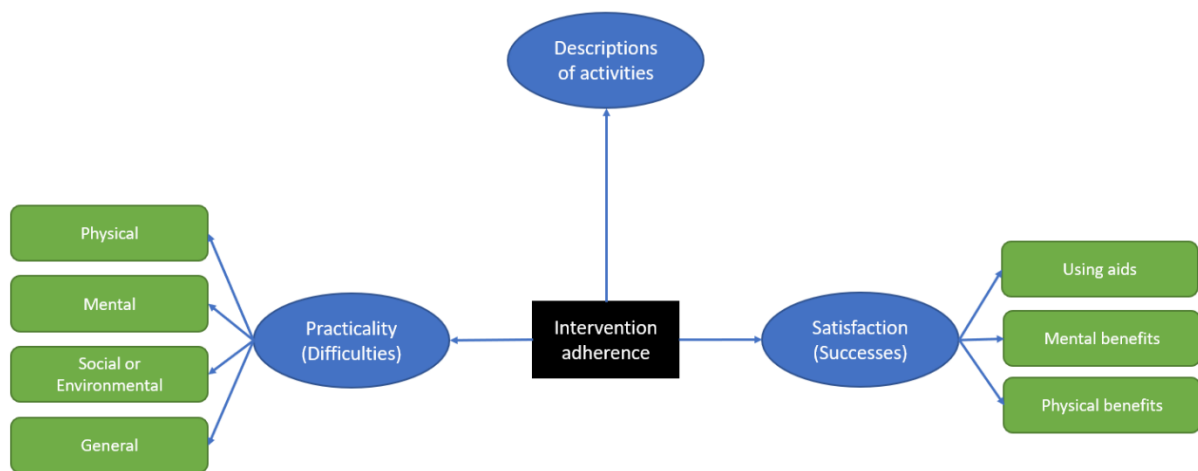 Descriptions
of activities
Physical
Mental
Social or
Environmental
General
Practicality
(Difficulties)
Intervention
adherence
Satisfaction
(Successes)
Using aids
Mental benefits
Physical benefits